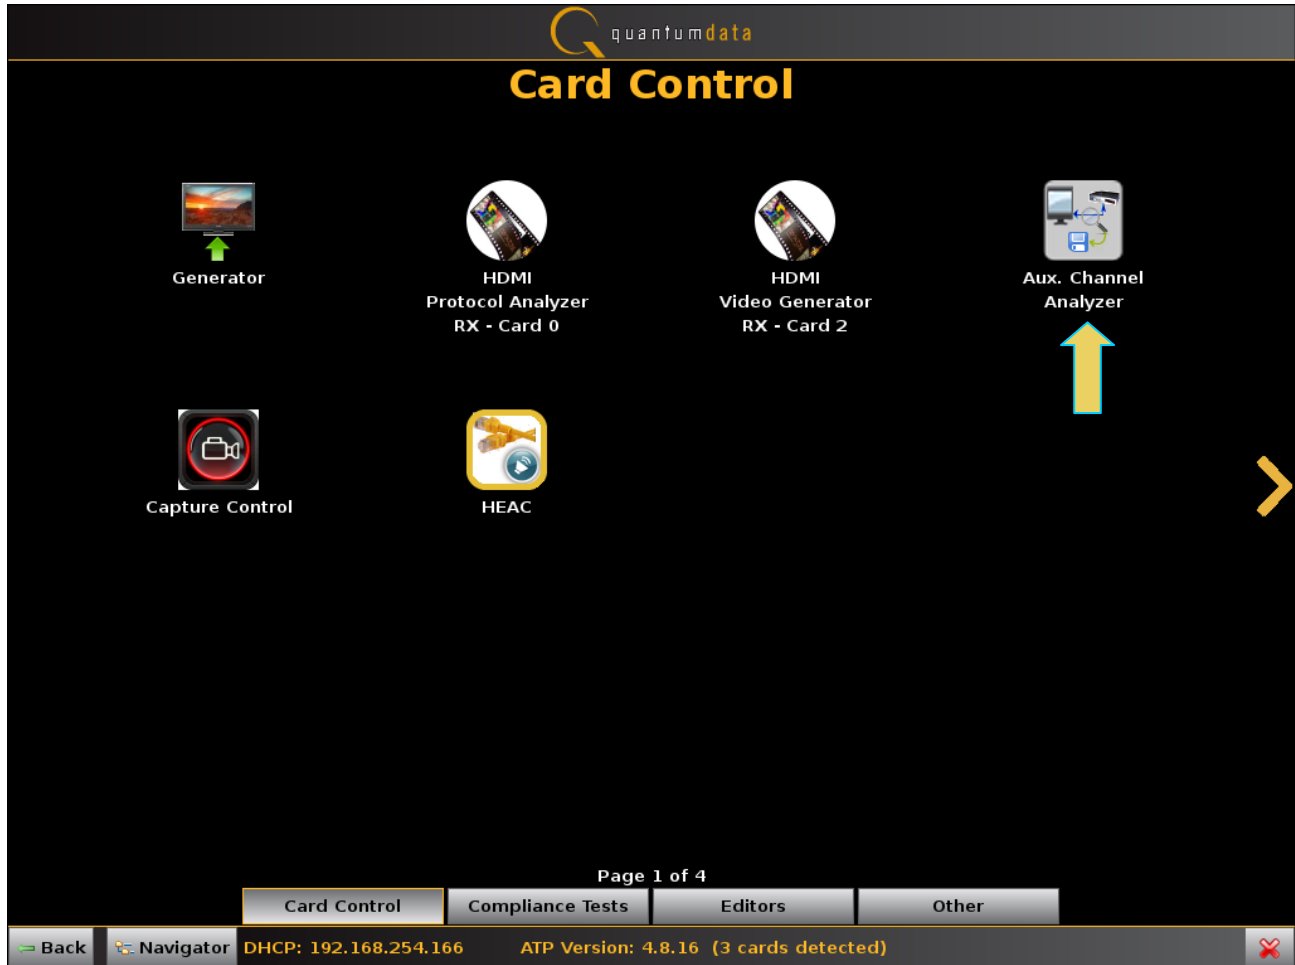 quantumdata
Card Control
Generator
HDMI
Protocol Analyzer
RX - Card 0
HDMI
Video Generator
RX - Card 2
Aux. Channel
Analyzer
Capture Control
HEAC
Page 1 of 4
Card Control
Compliance Tests
Editors
Other
Back
Navigator
DHCP: 192.168.254.166
ATP Version: 4.8.16 (3 cards detected)